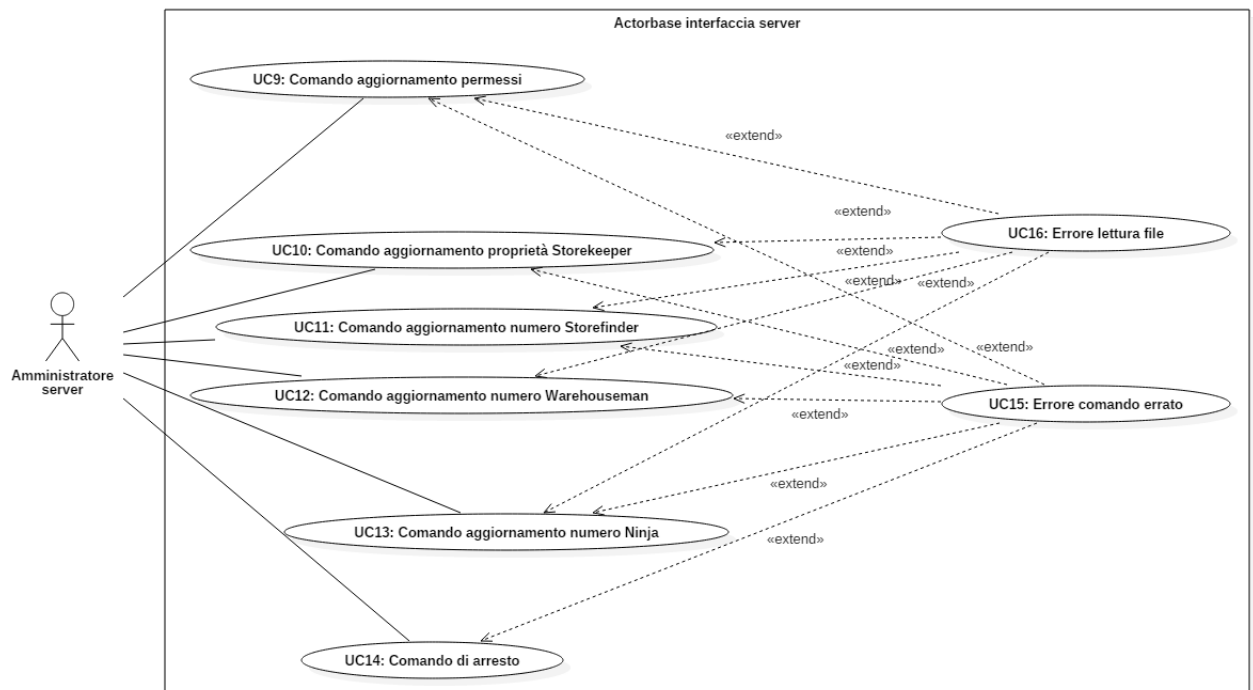 Actorbase interfaccia server
UC9: Comando aggiornamento permessi
«extend»
«extend»
UC16: Errore lettura file
UC10: Comando aggiornamento proprietà Storekeeper
«extend»
«extend»
«extend»
UC11: Comando aggiornamento numero Storefinder
«extend»
«extend»
«extend»
Amministratore
server
UC12: Comando aggiornamento numero Warehouseman
UC15: Errore comando errato
«extend»
«extend»
UC13: Comando aggiornamento numero Ninja
«extend»
UC14: Comando di arresto